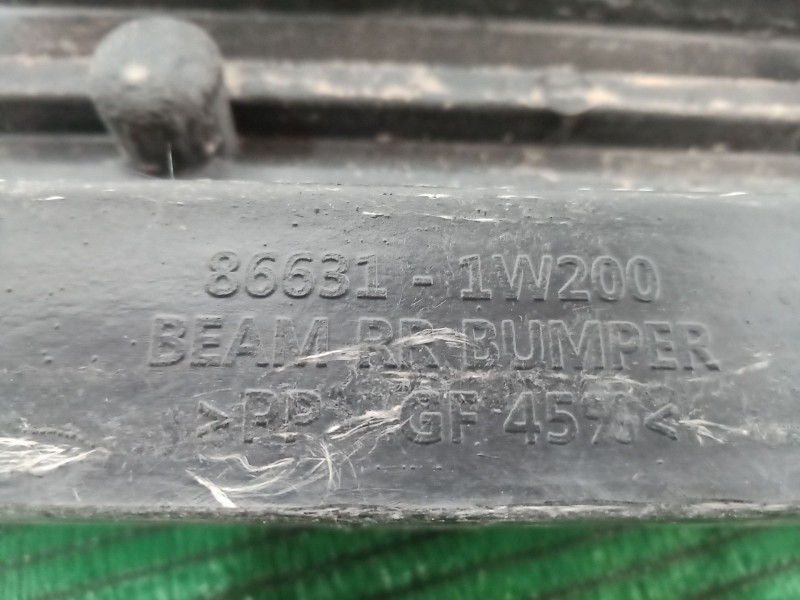 86631-1W200
BEAM RR BUMPER
>PP GF 45%<